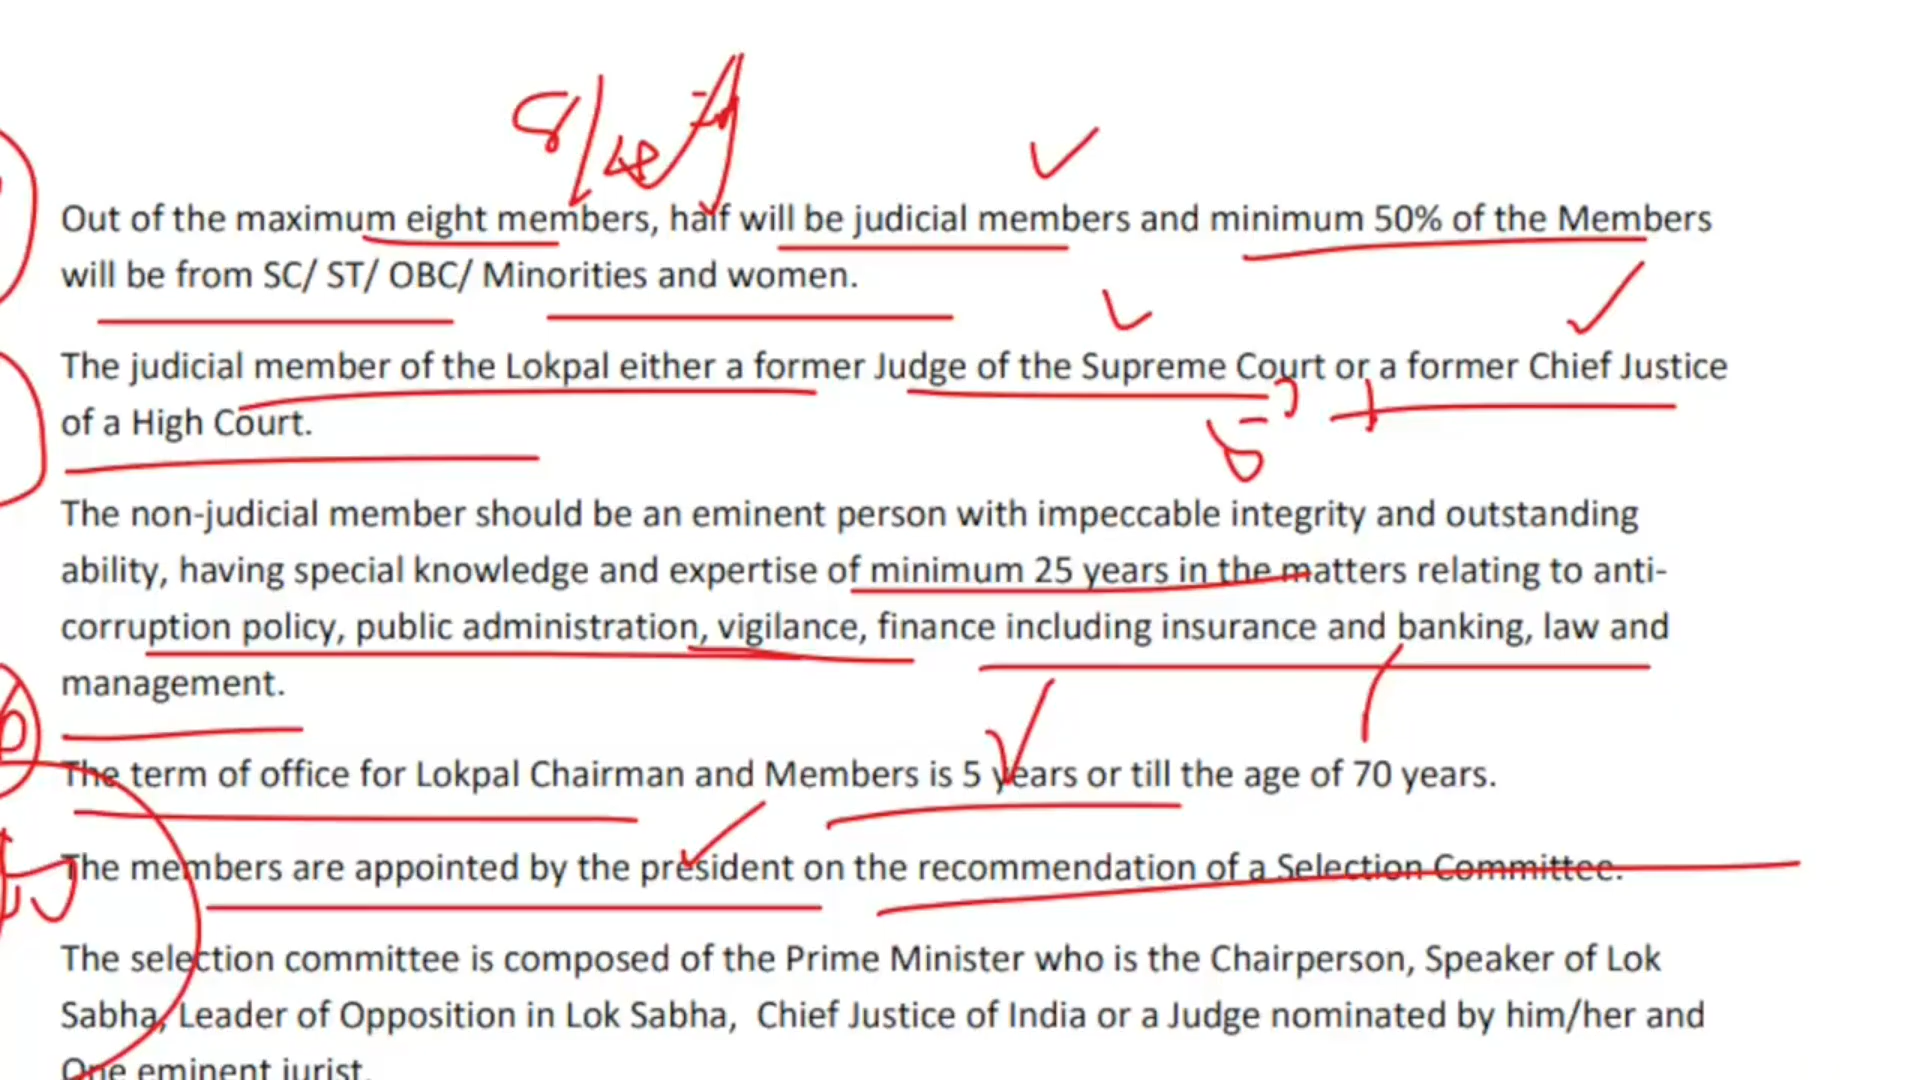 Out of the maximum eight members, half will be judicial members and minimum 50% of the Members
will be from SC/ ST/ OBC/ Minorities and women.
The judicial member of the Lokpal either a former Judge of the Supreme Court or a former Chief Justice
of a High Court.
The non-judicial member should be an eminent person with impeccable integrity and outstanding
ability, having special knowledge and expertise of minimum 25 years in the matters relating to anti-
corruption policy, public administration, vigilance, finance including insurance and banking, law and
management.
The term of office for Lokpal Chairman and Members is 5 years or till the age of 70 years.
The members are appointed by the president on the recommendation of a Selection Committee.
The selection committee is composed of the Prime Minister who is the Chairperson, Speaker of Lok
Sabha, Leader of Opposition in Lok Sabha, Chief Justice of India or a Judge nominated by him/her and
One eminent jurist.